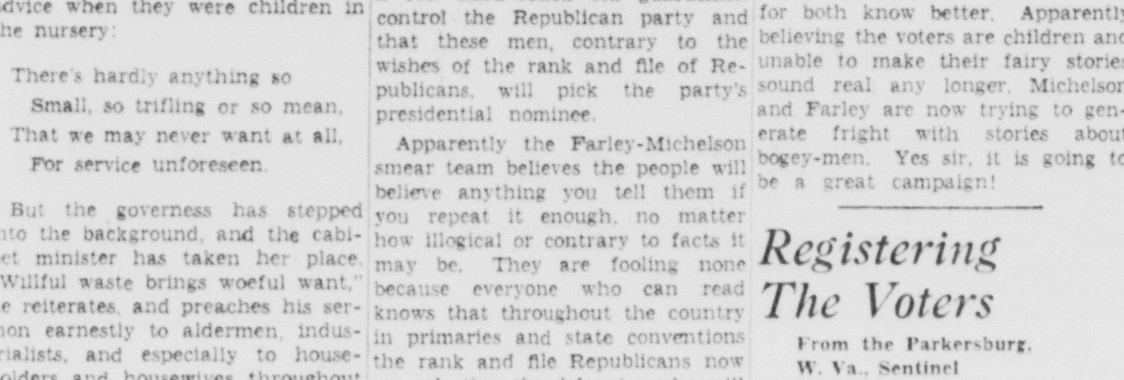 advice when they were children in
the nursery:
There's hardly anything so
Small, so trifling or so mean,
That we may never want at all,
For service unforeseen.
But the governess has stepped
into the background, and the cabi-
et minister has taken her place.
"Willful waste brings woeful want,"
e reiterates, and preaches his ser-
mon earnestly to aldermen, indus-
rialists, and especially to house-
olders and housewives throughout
control the Republican party and
that these men, contrary to the
wishes of the rank and file of Re-
publicans, will pick the party's
presidential nominee.
Apparently the Farley-Michelson
smear team believes the people will
believe anything you tell them if
you repeat it enough, no matter
how illogical or contrary to facts it
may be. They are fooling none
because everyone who can read
knows that throughout the country
in primaries and state conventions
the rank and file Republicans now
for both know better. Apparently
believing the voters are children and
unable to make their fairy stories
sound real any longer, Michelson
and Farley are now trying to gen-
erate fright with stories about
bogey-men. Yes sir, it is going to
be a great campaign!
Registering
The Voters
From the Parkersburg,
W. Va., Sentinel